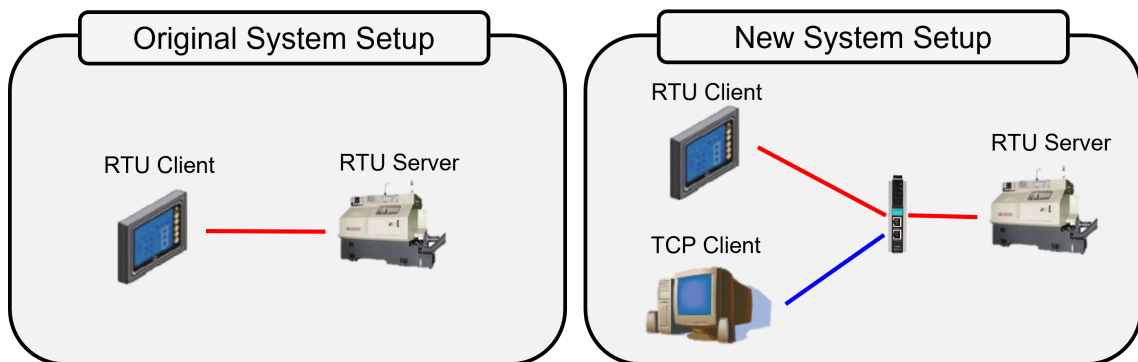 Original System Setup
RTU Client
RTU Server
New System Setup
RTU Client
RTU Server
TCP Client